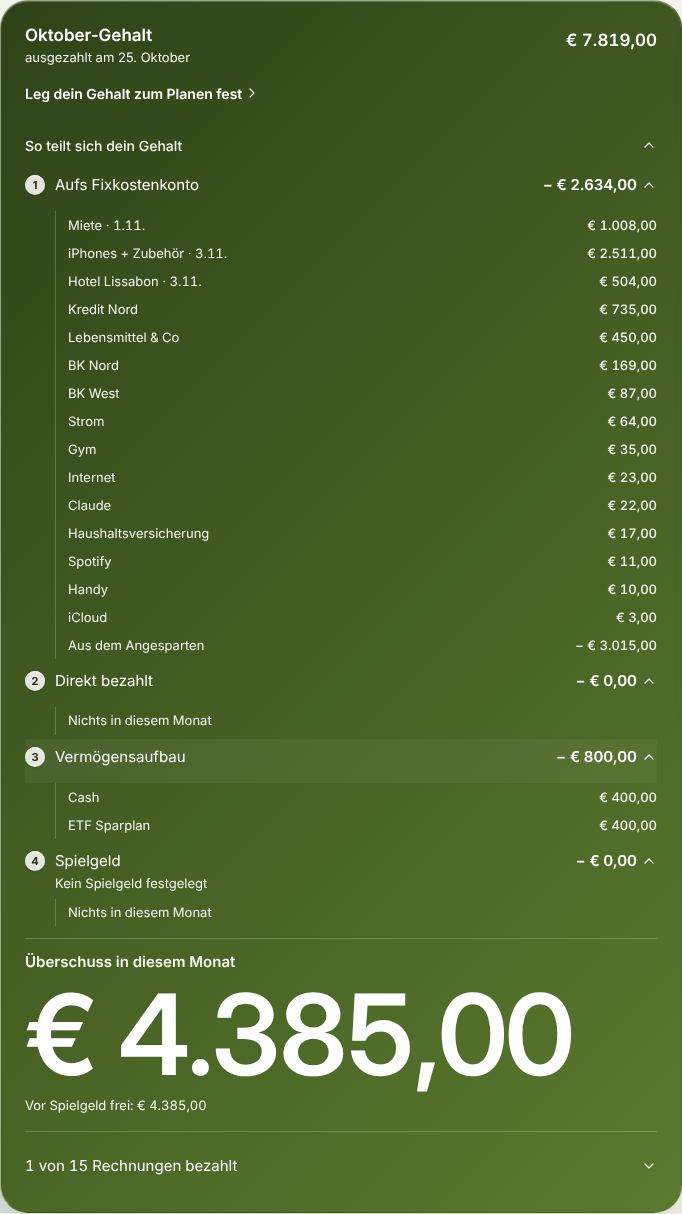 Oktober-Gehalt
€ 7.819,00
ausgezahlt am 25. Oktober
Leg dein Gehalt zum Planen fest
So teilt sich dein Gehalt
1 Aufs Fixkostenkonto – € 2.634,00
Miete · 1.11. € 1.008,00
iPhones + Zubehör · 3.11. € 2.511,00
Hotel Lissabon · 3.11. € 504,00
Kredit Nord € 735,00
Lebensmittel & Co € 450,00
BK Nord € 169,00
BK West € 87,00
Strom € 64,00
Gym € 35,00
Internet € 23,00
Claude € 22,00
Haushaltsversicherung € 17,00
Spotify € 11,00
Handy € 10,00
iCloud € 3,00
Aus dem Angesparten – € 3.015,00
2 Direkt bezahlt – € 0,00
Nichts in diesem Monat
3 Vermögensaufbau – € 800,00
Cash € 400,00
ETF Sparplan € 400,00
4 Spielgeld – € 0,00
Kein Spielgeld festgelegt
Nichts in diesem Monat
Überschuss in diesem Monat
€ 4.385,00
Vor Spielgeld frei: € 4.385,00
1 von 15 Rechnungen bezahlt